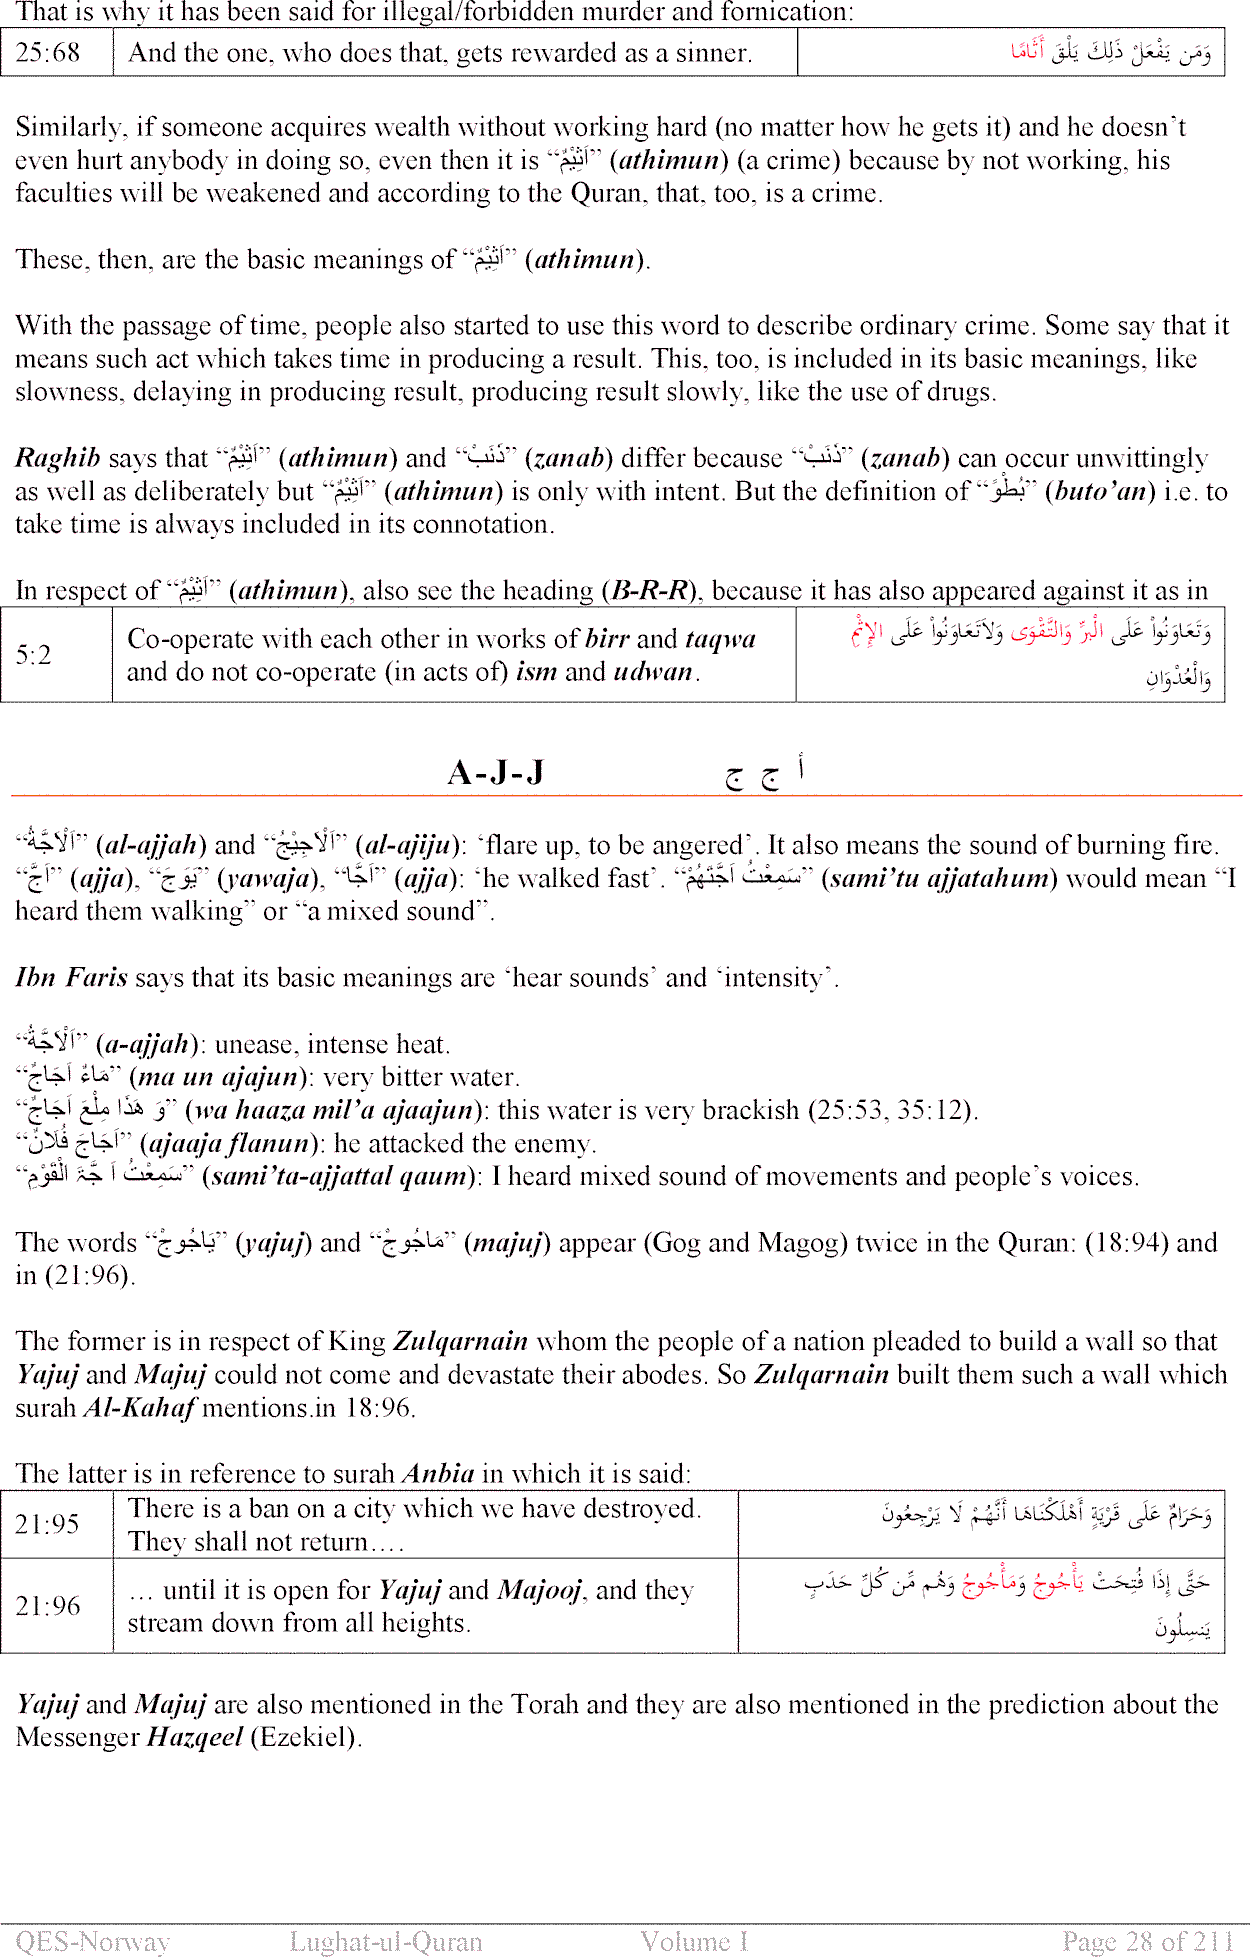 That is why it has been said for illegal/forbidden murder and fornication:
25:68 And the one, who does that, gets rewarded as a sinner. وَمَن يَفْعَلْ ذَلِكَ يَلْقَ أَثَامًا
Similarly, if someone acquires wealth without working hard (no matter how he gets it) and he doesn’t
even hurt anybody in doing so, even then it is “اَثِيْمٌ” (athimun) (a crime) because by not working, his
faculties will be weakened and according to the Quran, that, too, is a crime.
These, then, are the basic meanings of “اَثِيْمٌ” (athimun).
With the passage of time, people also started to use this word to describe ordinary crime. Some say that it
means such act which takes time in producing a result. This, too, is included in its basic meanings, like
slowness, delaying in producing result, producing result slowly, like the use of drugs.
Raghib says that “اَثِيْمٌ” (athimun) and “ذَنَبْ” (zanab) differ because “ذَنَبْ” (zanab) can occur unwittingly
as well as deliberately but “اَثِيْمٌ” (athimun) is only with intent. But the definition of “بُطْوً” (buto’an) i.e. to
take time is always included in its connotation.
In respect of “اَثِيْمٌ” (athimun), also see the heading (B-R-R), because it has also appeared against it as in
5:2 Co-operate with each other in works of birr and taqwa
and do not co-operate (in acts of) ism and udwan.
وَتَعَاوَنُواْ عَلَى الْبرِّ وَالتَّقْوَى وَلاَتَعَاوَنُواْ عَلَى الإِثْمِ
وَالْعُدْوَانِ
A-J-J أ ج ج
“اَلْاَجَّةُ” (al-ajjah) and “اَلْاَجِيْجُ” (al-ajiju): ‘flare up, to be angered’. It also means the sound of burning fire.
“اَجَّ” (ajja), “يَوَجَ” (yawaja), “اَجَّا” (ajja): ‘he walked fast’. “سَمِعْتُ اَجَّتَهُمْ” (sami’tu ajjatahum) would mean “I
heard them walking” or “a mixed sound”.
Ibn Faris says that its basic meanings are ‘hear sounds’ and ‘intensity’.
“اَلْاَجَّةُ” (a-ajjah): unease, intense heat.
“مَاءٌ اَجَاجٌ” (ma un ajajun): very bitter water.
“وَ هَذَا مِلْعَ اَجَاجٌ” (wa haaza mil’a ajaajun): this water is very brackish (25:53, 35:12).
“اَجَاجَ فُلَانٌ” (ajaaja flanun): he attacked the enemy.
“سَمِعْتُ اَ جَّةَ الْقَوْمِ” (sami’ta-ajjattal qaum): I heard mixed sound of movements and people’s voices.
The words “يَاجُوجْ” (yajuj) and “مَاجُوجْ” (majuj) appear (Gog and Magog) twice in the Quran: (18:94) and
in (21:96).
The former is in respect of King Zulqarnain whom the people of a nation pleaded to build a wall so that
Yajuj and Majuj could not come and devastate their abodes. So Zulqarnain built them such a wall which
surah Al-Kahaf mentions.in 18:96.
The latter is in reference to surah Anbia in which it is said:
21:95 There is a ban on a city which we have destroyed.
They shall not return….
وَحَرَامٌ عَلَى قَرْيَةٍ أَهْلَكْنَاهَا أَنَّهُمْ لَا يَرْجِعُونَ
21:96 … until it is open for Yajuj and Majooj, and they
stream down from all heights.
حَتَّى إِذَا فُتِحَتْ يَأْجُوجُ وَمَأْجُوجُ وَهُم مِّن كُلِّ حَدَبٍ
يَنسِلُونَ
Yajuj and Majuj are also mentioned in the Torah and they are also mentioned in the prediction about the
Messenger Hazqeel (Ezekiel).
QES-Norway Lughat-ul-Quran Volume I Page 28 of 211